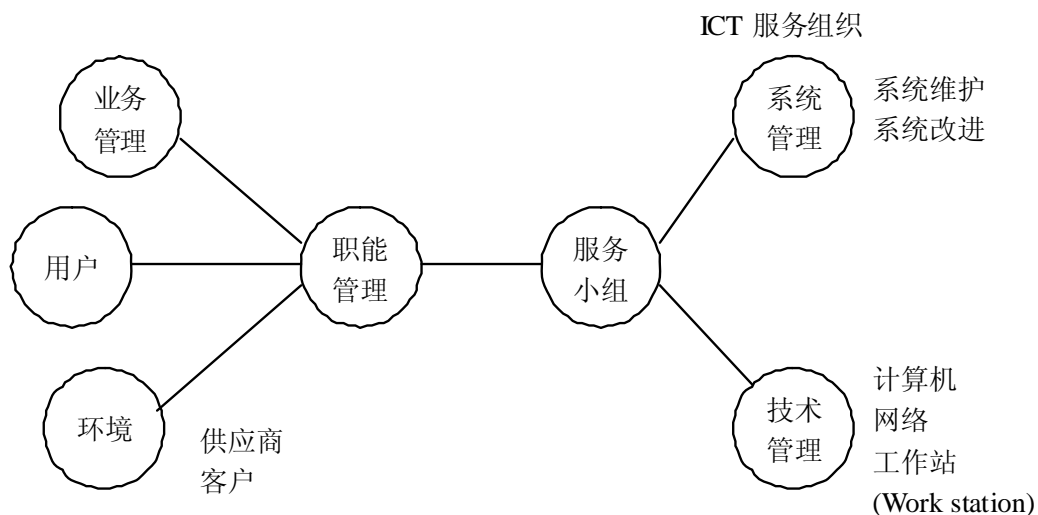 ICT 服务组织
业务
管理
系统
管理
系统维护
系统改进
用户
职能
管理
服务
小组
环境
供应商
客户
技术
管理
计算机
网络
工作站
(Work station)